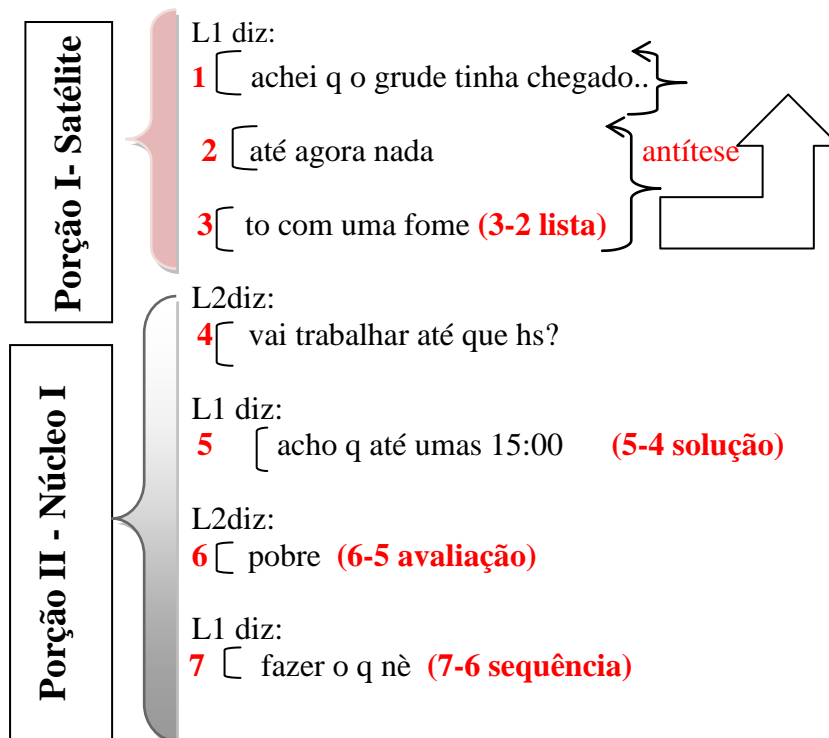 Porção I- Satélite
L1 diz:
1 achei q o grude tinha chegado..
2 até agora nada
antítese
3 to com uma fome (3-2 lista)
Porção II - Núcleo I
L2diz:
4 vai trabalhar até que hs?
L1 diz:
5 acho q até umas 15:00 (5-4 solução)
L2diz:
6 pobre (6-5 avaliação)
L1 diz:
7 fazer o q nè (7-6 sequência)